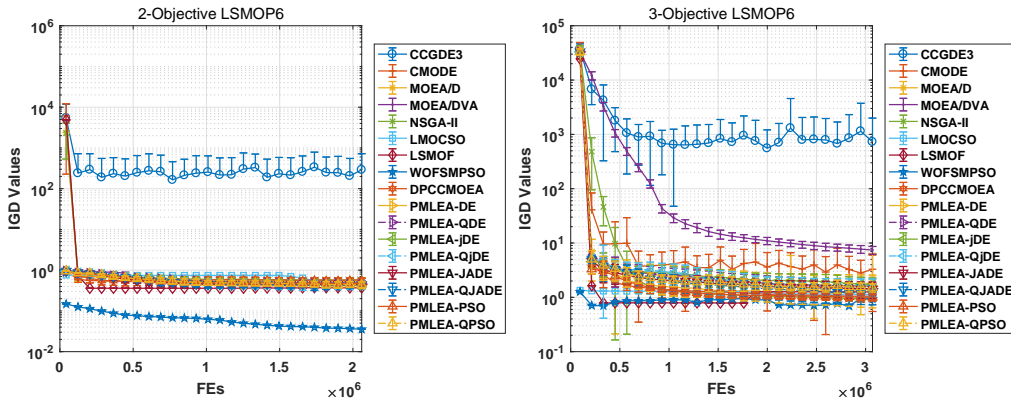 2-Objective LSMOP6
10^6
10^4
10^2
10^0
10^-2
IGD Values
0 0.5 1 1.5 2
FEs
×10^6
CCGDE3
CMODE
MOEA/D
MOEA/DVA
NSGA-II
LMOCSO
LSMOF
WOFSMPSO
DPCCMOEA
PMLEA-DE
PMLEA-QDE
PMLEA-jDE
PMLEA-QjDE
PMLEA-JADE
PMLEA-QJADE
PMLEA-PSO
PMLEA-QPSO
3-Objective LSMOP6
10^5
10^4
10^3
10^2
10^1
10^0
10^-1
IGD Values
0 0.5 1 1.5 2 2.5 3
FEs
×10^6
CCGDE3
CMODE
MOEA/D
MOEA/DVA
NSGA-II
LMOCSO
LSMOF
WOFSMPSO
DPCCMOEA
PMLEA-DE
PMLEA-QDE
PMLEA-jDE
PMLEA-QjDE
PMLEA-JADE
PMLEA-QJADE
PMLEA-PSO
PMLEA-QPSO